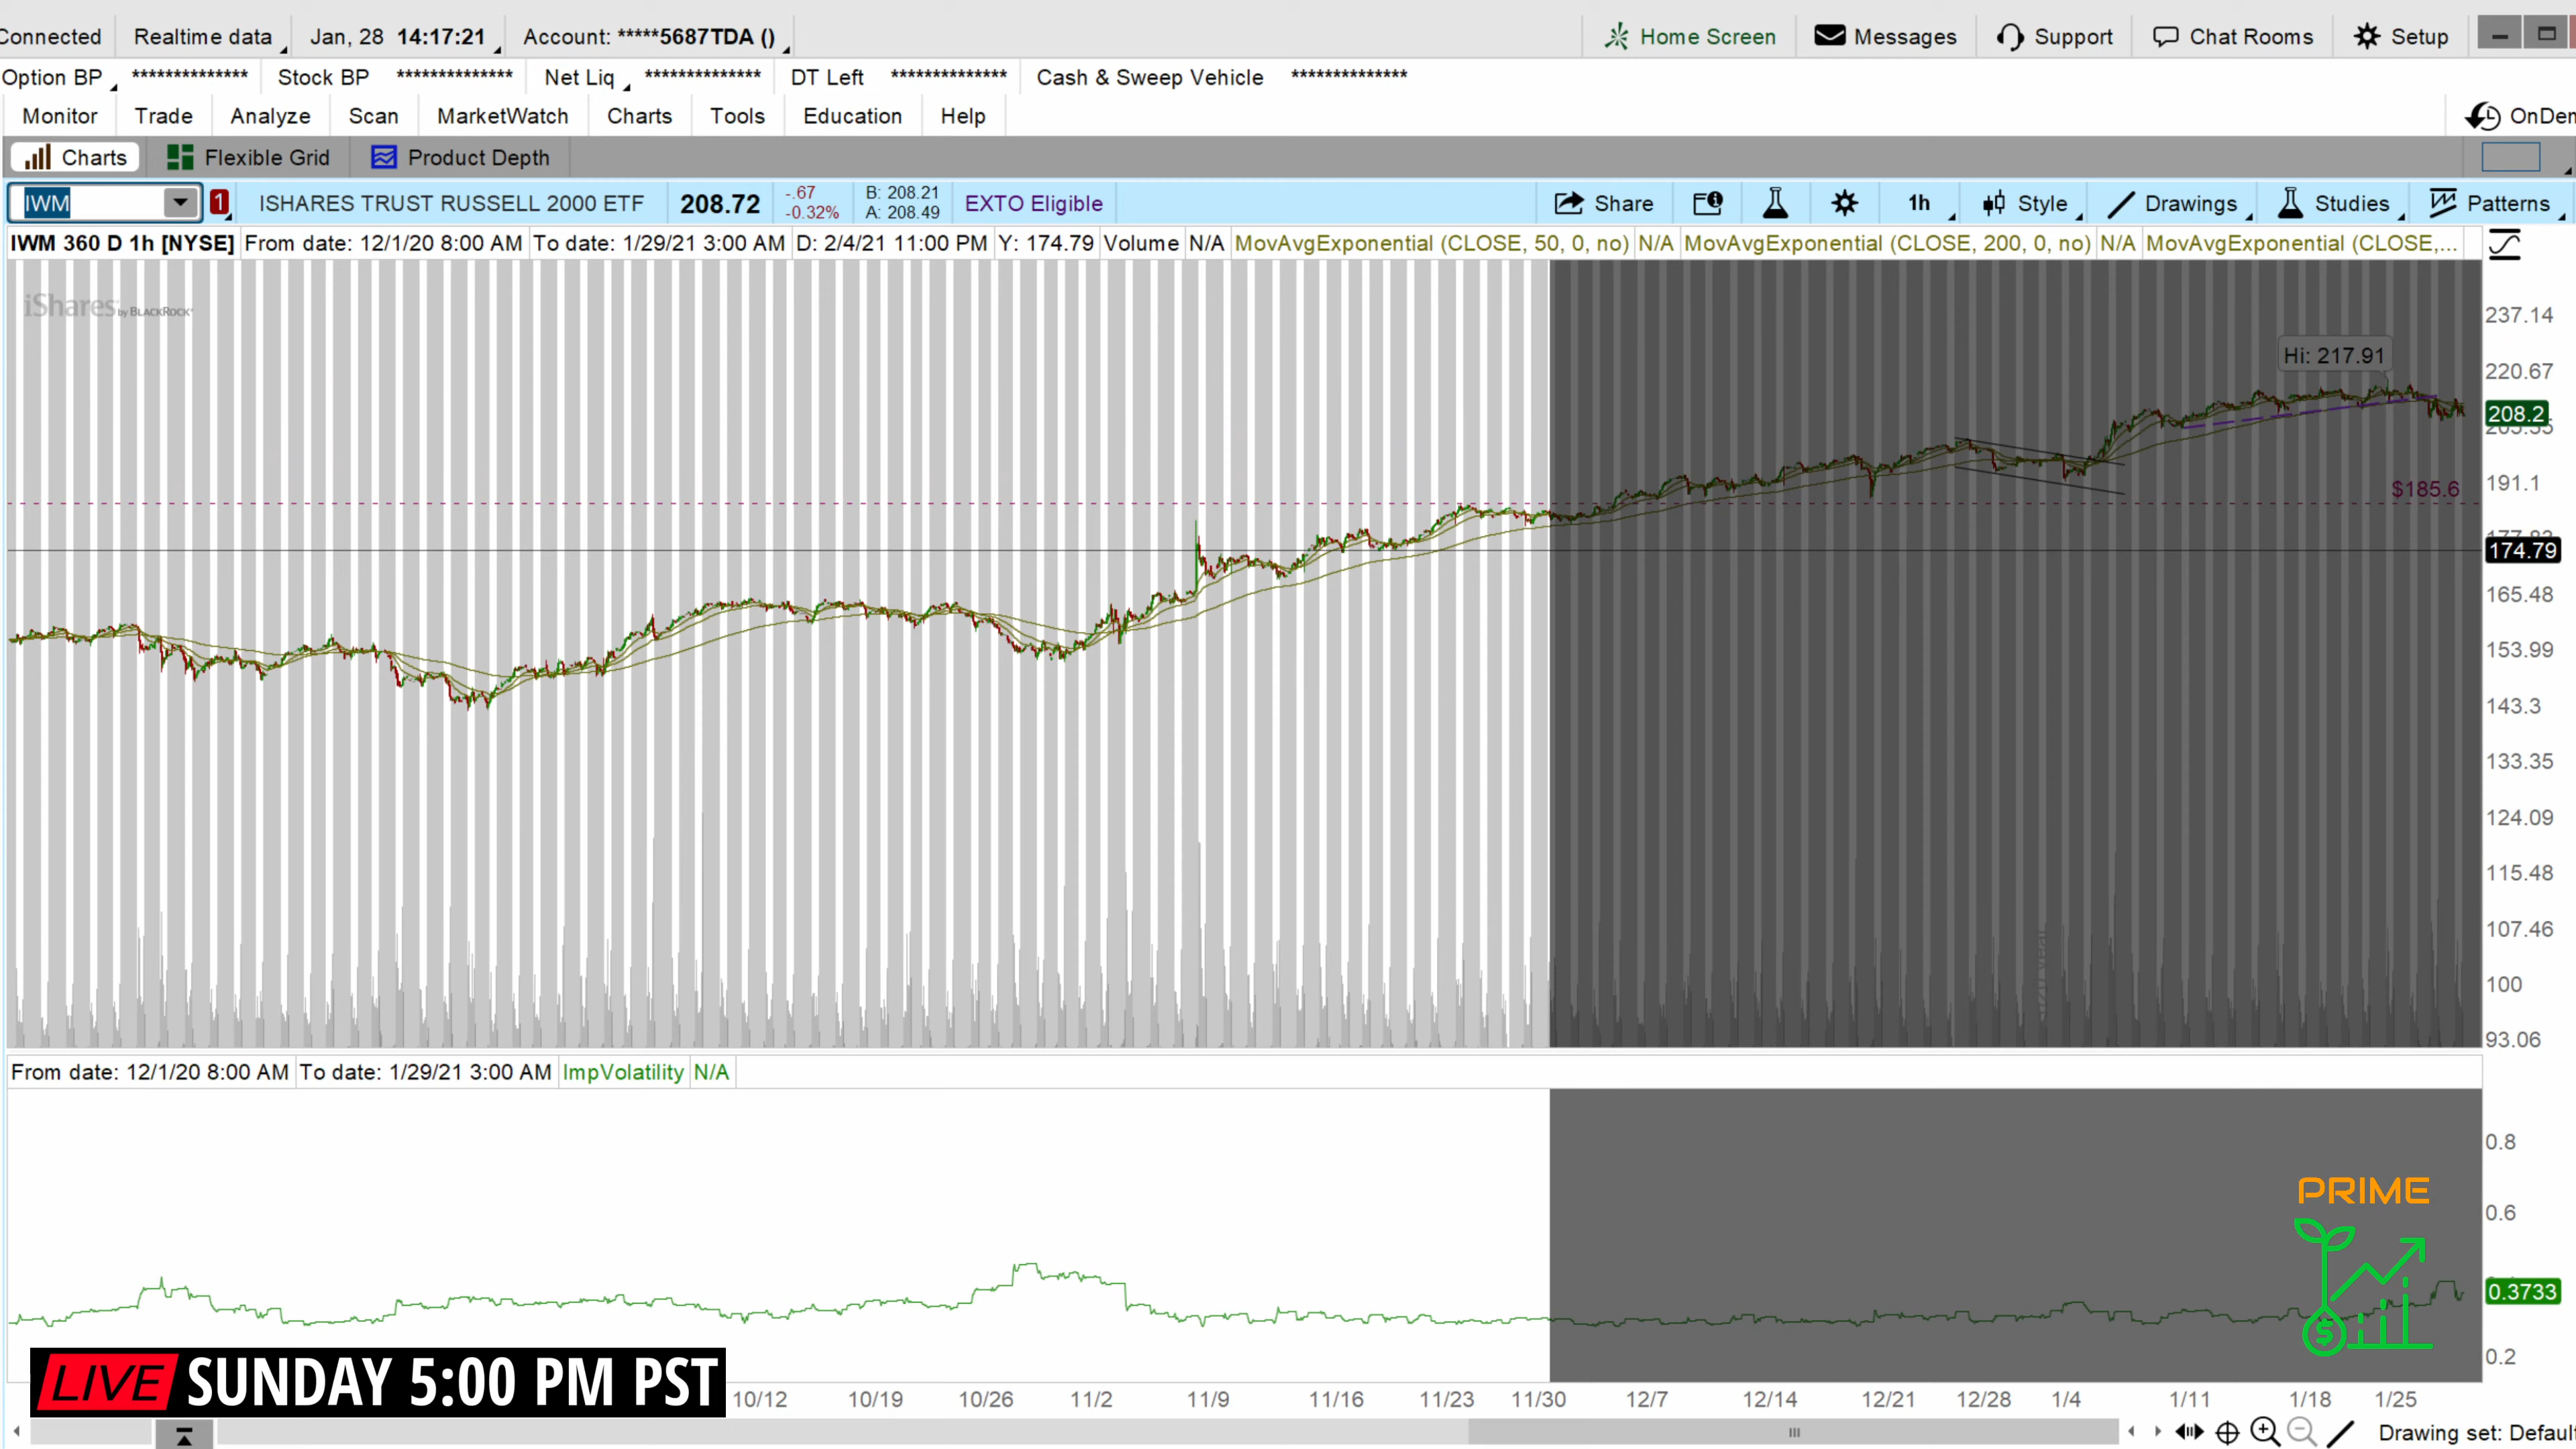 Connected Realtime data Jan, 28 14:17:21 Account: *****5687TDA () Home Screen Messages Support Chat Rooms Setup
Option BP ************** Stock BP ************** Net Liq ************** DT Left ************** Cash & Sweep Vehicle **************
Monitor Trade Analyze Scan MarketWatch Charts Tools Education Help OnDem
Charts Flexible Grid Product Depth
IWM 1 ISHARES TRUST RUSSELL 2000 ETF 208.72 -.67 -0.32% B: 208.21 A: 208.49 EXTO Eligible Share 1h Style Drawings Studies Patterns
IWM 360 D 1h [NYSE] From date: 12/1/20 8:00 AM To date: 1/29/21 3:00 AM D: 2/4/21 11:00 PM Y: 174.79 Volume N/A MovAvgExponential (CLOSE, 50, 0, no) N/A MovAvgExponential (CLOSE, 200, 0, no) N/A MovAvgExponential (CLOSE,...
iShares by BLACKROCK
237.14
Hi: 217.91
220.67
208.2
$185.6
191.1
174.79
165.48
153.99
143.3
133.35
124.09
115.48
107.46
100
93.06
From date: 12/1/20 8:00 AM To date: 1/29/21 3:00 AM ImpVolatility N/A
0.8
PRIME
0.6
0.3733
0.2
LIVE SUNDAY 5:00 PM PST
10/12 10/19 10/26 11/2 11/9 11/16 11/23 11/30 12/7 12/14 12/21 12/28 1/4 1/11 1/18 1/25
Drawing set: Defaul